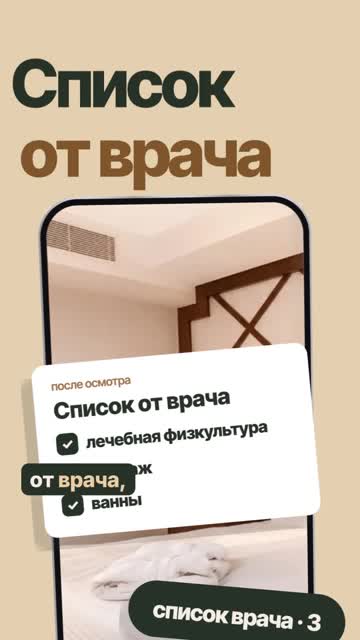 Список
от врача
после осмотра
Список от врача
лечебная физкультура
от врача,
ванны
список врача · 3